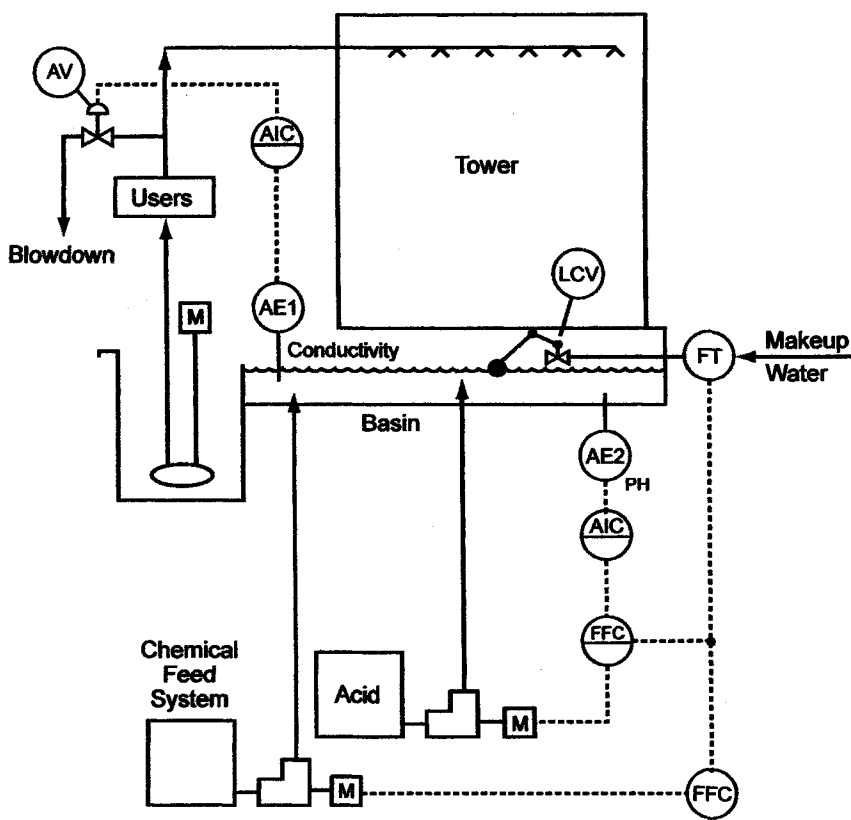 AV
AIC
Tower
Users
Blowdown
LCV
AE1
M
Conductivity
FT
Makeup
Water
Basin
AE2
PH
AIC
FFC
Chemical
Feed
System
Acid
M
M
FFC